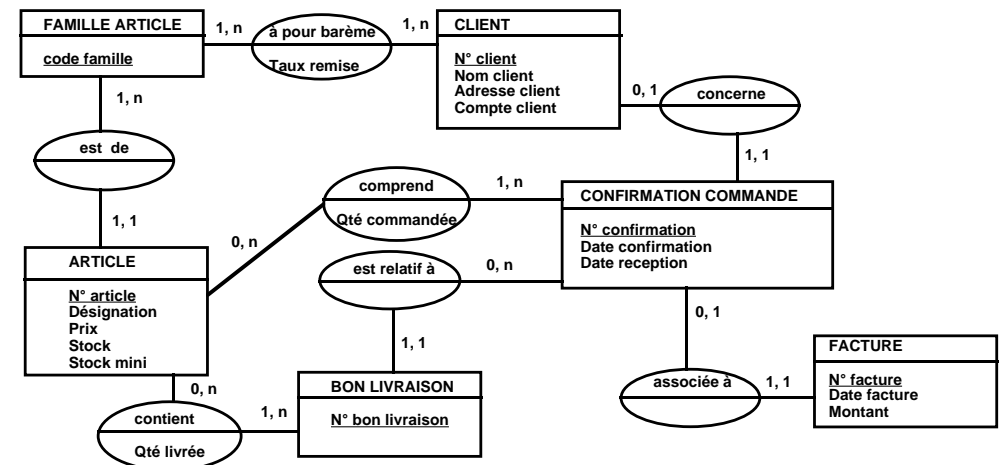 FAMILLE ARTICLE
code famille
1, n
à pour barème
Taux remise
1, n
CLIENT
N° client
Nom client
Adresse client
Compte client
0, 1
concerne
1, 1
1, n
est de
1, 1
comprend
Qté commandée
1, n
0, n
CONFIRMATION COMMANDE
N° confirmation
Date confirmation
Date reception
est relatif à
0, n
ARTICLE
N° article
Désignation
Prix
Stock
Stock mini
1, 1
0, 1
0, n
contient
Qté livrée
1, n
BON LIVRAISON
N° bon livraison
associée à
1, 1
FACTURE
N° facture
Date facture
Montant